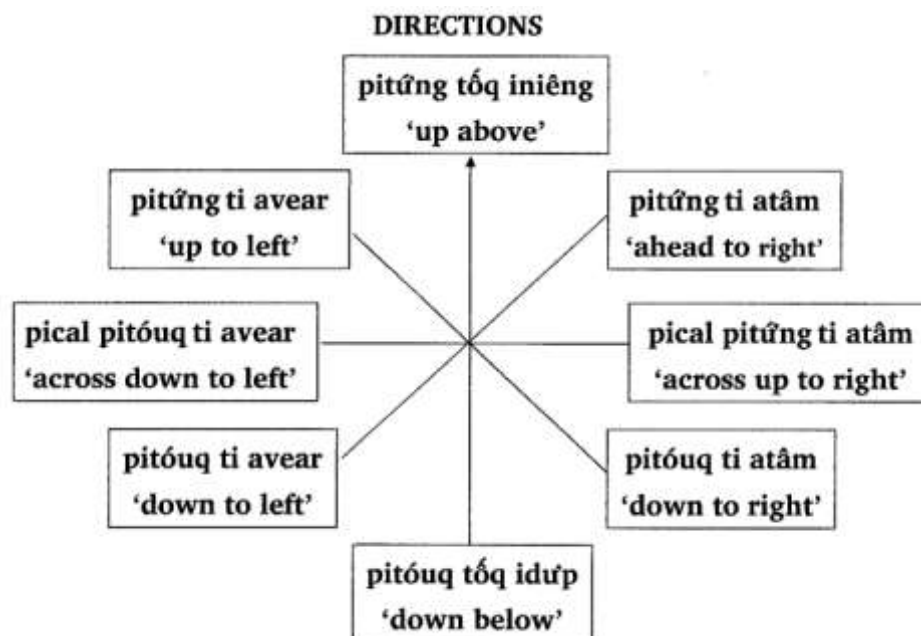 DIRECTIONS
pitứng tốq iniêng
‘up above’
pitứng ti avear
‘up to left’
pitứng ti atâm
‘ahead to right’
pical pitóuq ti avear
‘across down to left’
pical pitứng ti atâm
‘across up to right’
pitóuq ti avear
‘down to left’
pitóuq ti atâm
‘down to right’
pitóuq tốq idưp
‘down below’